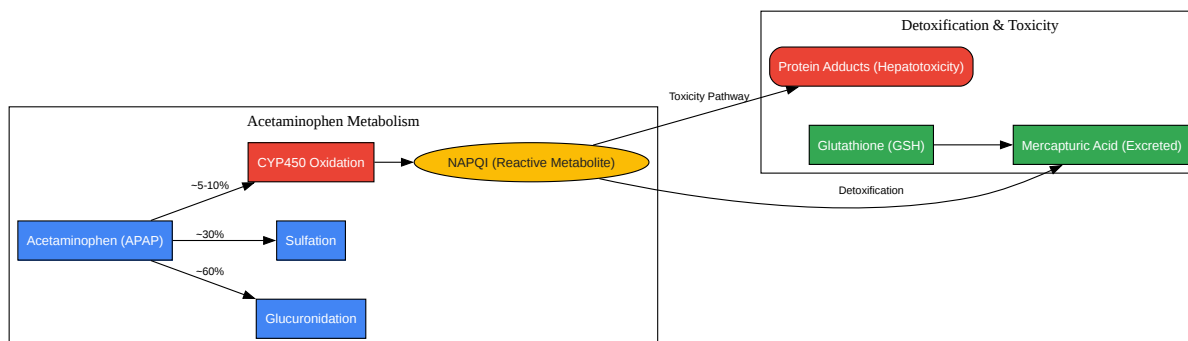 Detoxification & Toxicity
Protein Adducts (Hepatotoxicity)
Toxicity Pathway
Acetaminophen Metabolism
CYP450 Oxidation
NAPQI (Reactive Metabolite)
Glutathione (GSH)
Mercapturic Acid (Excreted)
~5-10%
Detoxification
Acetaminophen (APAP)
~30%
Sulfation
~60%
Glucuronidation